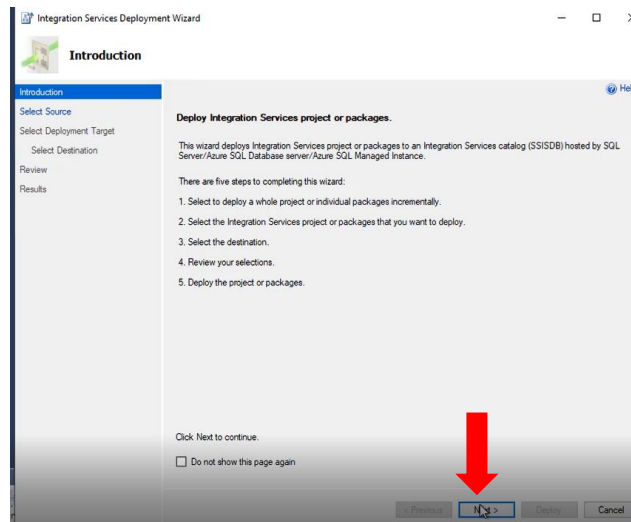 Integration Services Deployment Wizard
Introduction
Introduction
Help
Select Source
Select Deployment Target
Select Destination
Review
Results
Deploy Integration Services project or packages.
This wizard deploys Integration Services project or packages to an Integration Services catalog (SSISDB) hosted by SQL
Server/Azure SQL Database server/Azure SQL Managed Instance.
There are five steps to completing this wizard:
1. Select to deploy a whole project or individual packages incrementally.
2. Select the Integration Services project or packages that you want to deploy.
3. Select the destination.
4. Review your selections.
5. Deploy the project or packages.
Click Next to continue.
Do not show this page again
< Previous
Next >
Deploy
Cancel